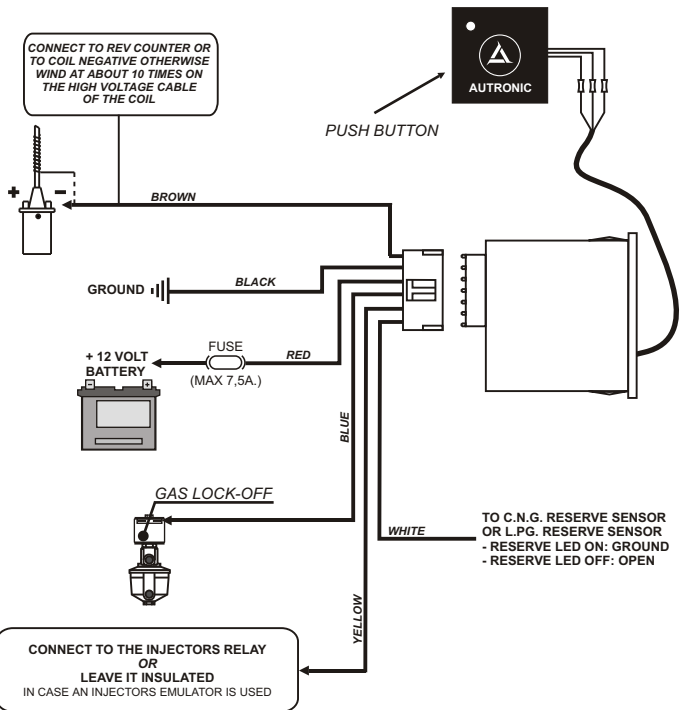 CONNECT TO REV COUNTER OR
TO COIL NEGATIVE OTHERWISE
WIND AT ABOUT 10 TIMES ON
THE HIGH VOLTAGE CABLE
OF THE COIL
AUTRONIC
PUSH BUTTON
+ -
BROWN
GROUND
BLACK
+ 12 VOLT
BATTERY
FUSE
(MAX 7,5A.)
RED
- +
BLUE
GAS LOCK-OFF
WHITE
TO C.N.G. RESERVE SENSOR
OR L.PG. RESERVE SENSOR
- RESERVE LED ON: GROUND
- RESERVE LED OFF: OPEN
YELLOW
CONNECT TO THE INJECTORS RELAY
OR
LEAVE IT INSULATED
IN CASE AN INJECTORS EMULATOR IS USED